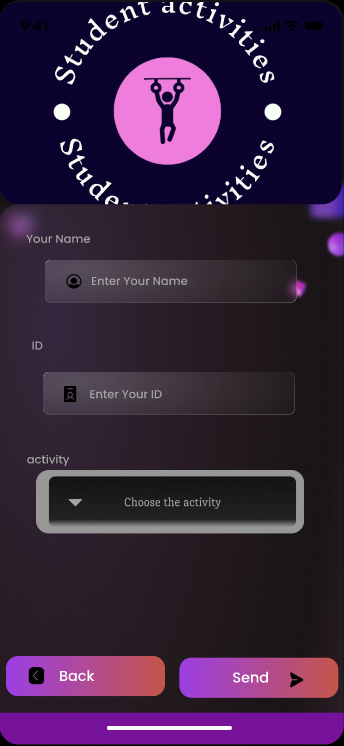 9:41
Student activities
Student activities
Your Name
Enter Your Name
ID
Enter Your ID
activity
Choose the activity
Back
Send